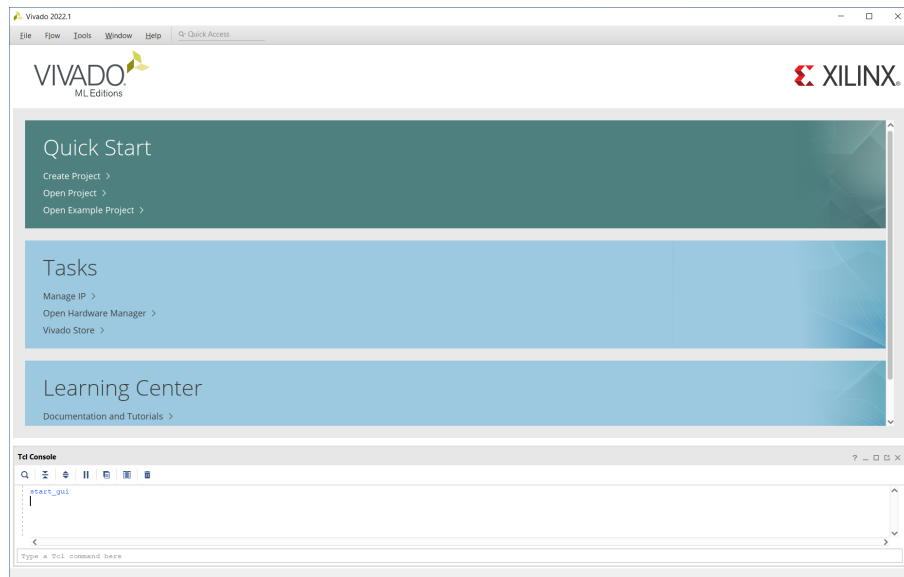 Vivado 2022.1
File Flow Tools Window Help Quick Access
VIVADO.
ML Editions
XILINX®
Quick Start
Create Project >
Open Project >
Open Example Project >
Tasks
Manage IP >
Open Hardware Manager >
Vivado Store >
Learning Center
Documentation and Tutorials >
Tcl Console
start_gui
Type a Tcl command here